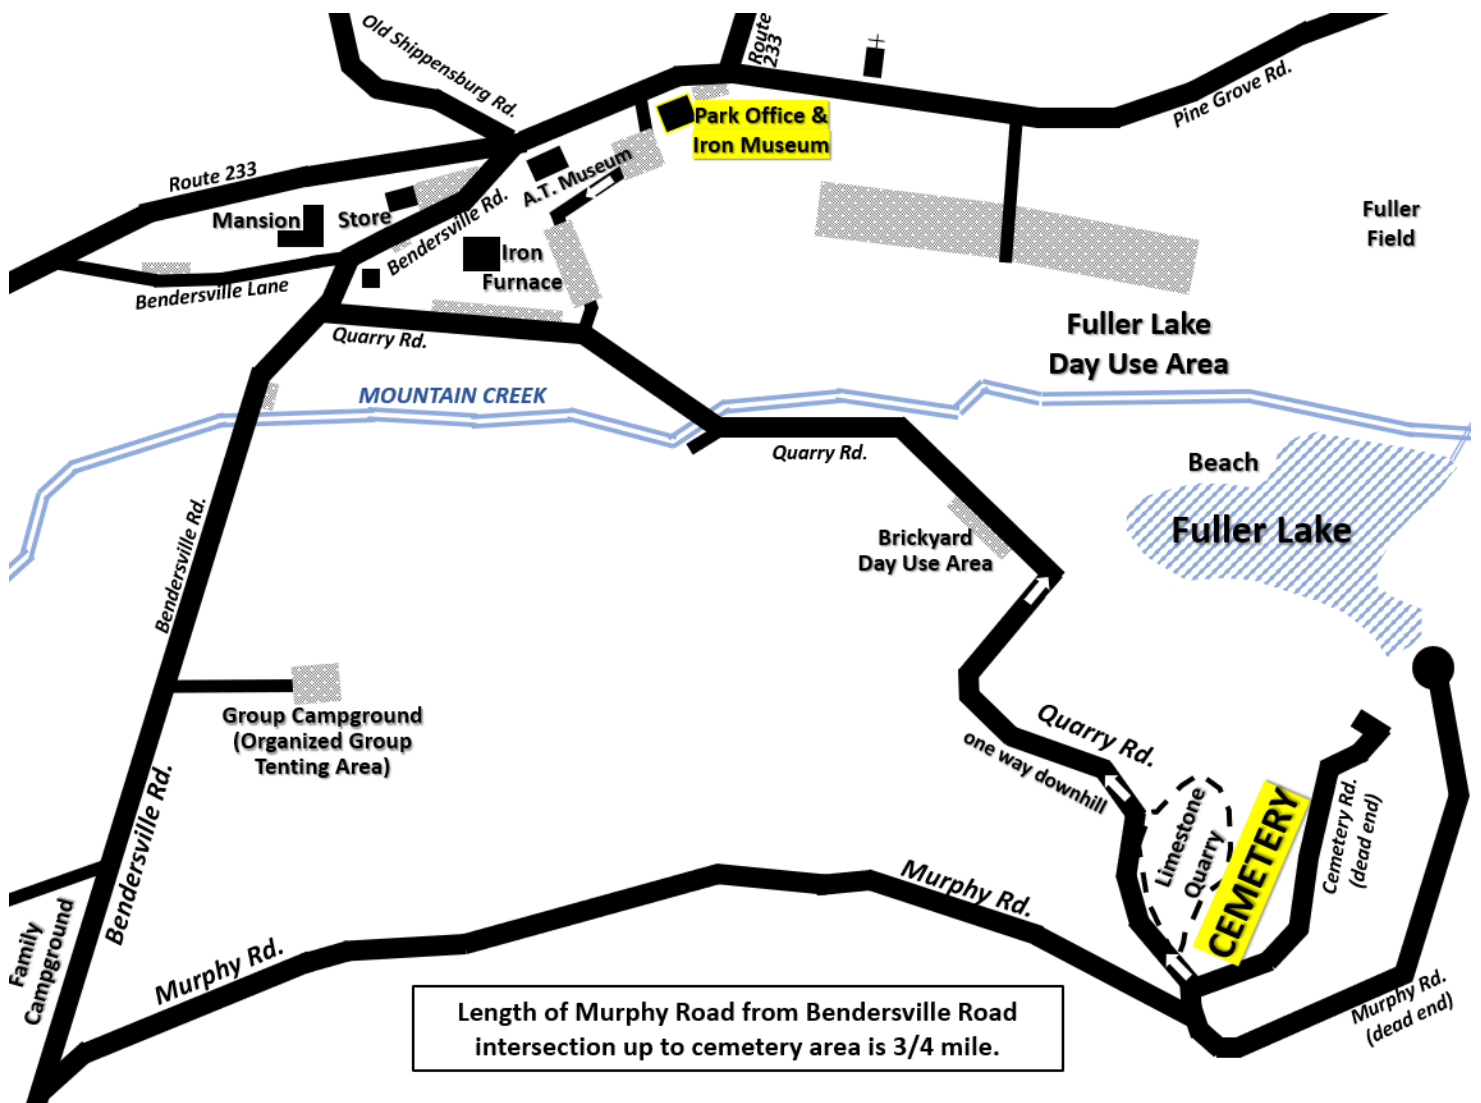 Old Shippensburg Rd.
Route
233
Pine Grove Rd.
Park Office &
Iron Museum
Route 233
A.T. Museum
Mansion
Store
Bendersville Rd.
Fuller
Field
Iron
Furnace
Bendersville Lane
Quarry Rd.
Fuller Lake
Day Use Area
MOUNTAIN CREEK
Quarry Rd.
Beach
Fuller Lake
Bendersville Rd.
Brickyard
Day Use Area
Group Campground
(Organized Group
Tenting Area)
Quarry Rd.
one way downhill
Limestone
Quarry
CEMETERY
Cemetery Rd.
(dead end)
Bendersville Rd.
Murphy Rd.
Family
Campground
Murphy Rd.
Murphy Rd.
(dead end)
Length of Murphy Road from Bendersville Road
intersection up to cemetery area is 3/4 mile.